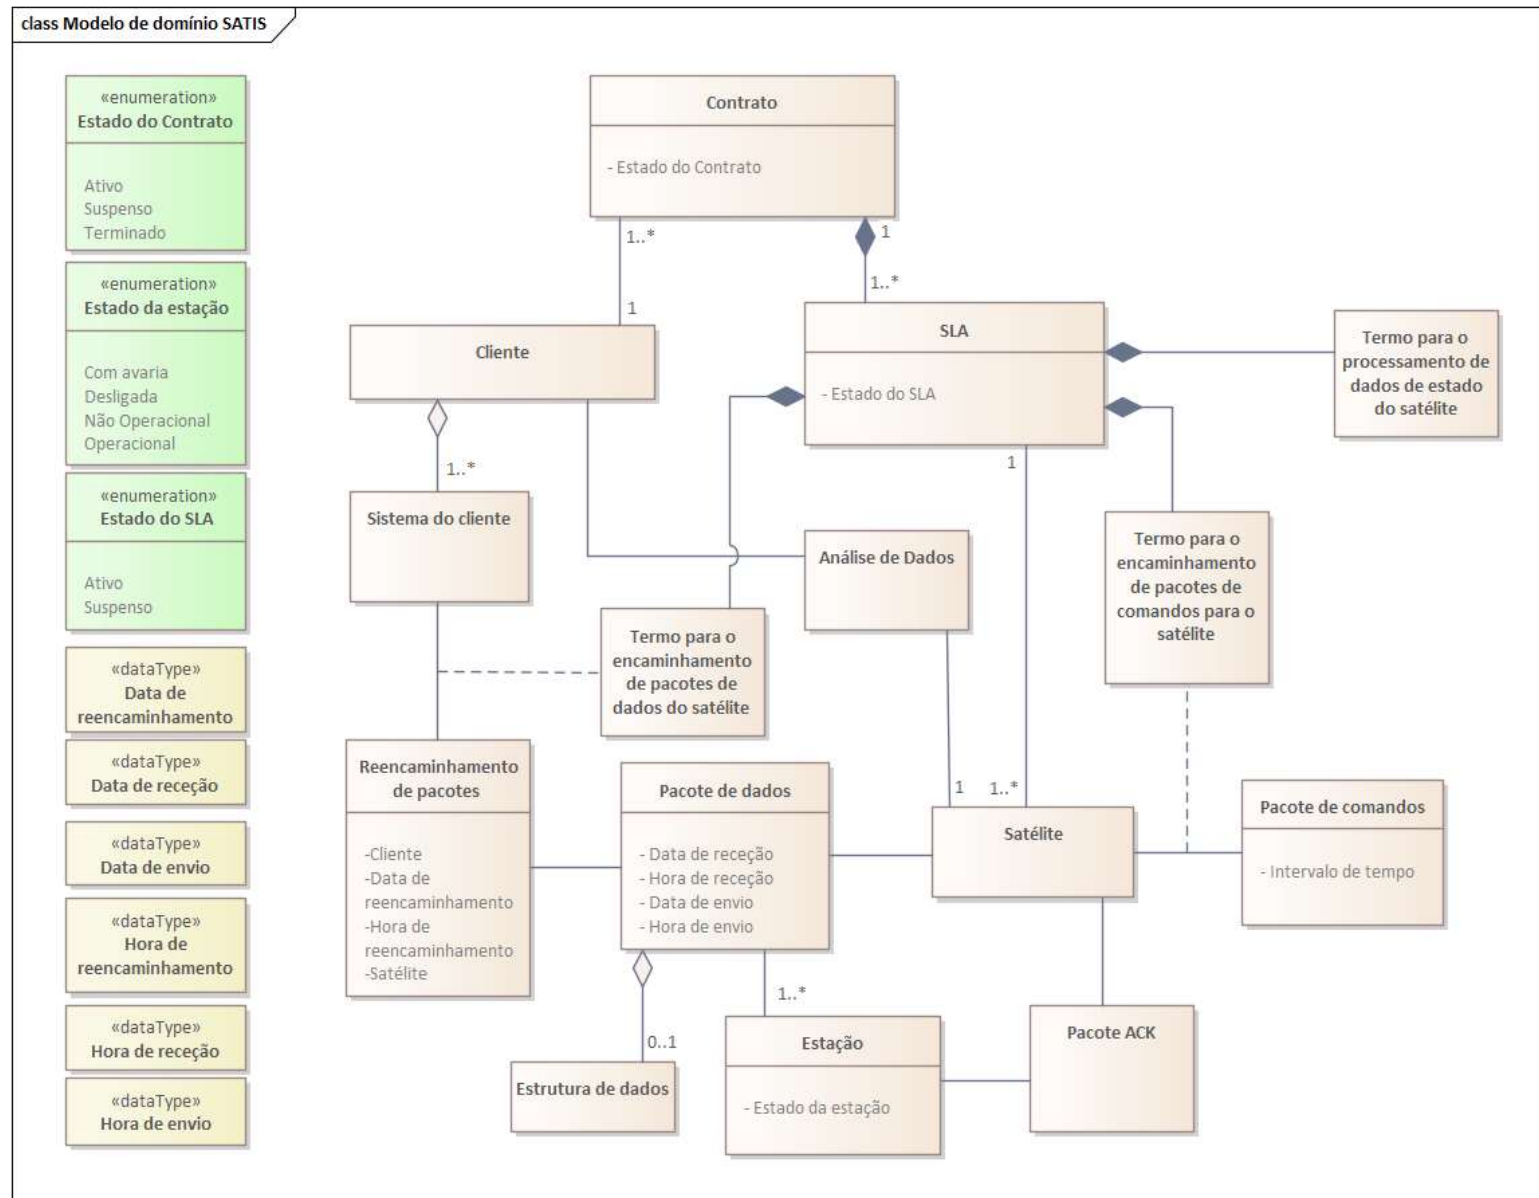 class Modelo de domínio SATIS
«enumeration»
Estado do Contrato
Ativo
Suspenso
Terminado
«enumeration»
Estado da estação
Com avaria
Desligada
Não Operacional
Operacional
«enumeration»
Estado do SLA
Ativo
Suspenso
«dataType»
Data de
reencaminhamento
«dataType»
Data de receção
«dataType»
Data de envio
«dataType»
Hora de
reencaminhamento
«dataType»
Hora de receção
«dataType»
Hora de envio
Contrato
- Estado do Contrato
1..*
1
1
1..*
Cliente
SLA
- Estado do SLA
Termo para o
processamento de
dados de estado
do satélite
1..*
1
Sistema do cliente
Análise de Dados
Termo para o
encaminhamento
de pacotes de
comandos para o
satélite
Termo para o
encaminhamento
de pacotes de
dados do satélite
Reencaminhamento
de pacotes
-Cliente
-Data de
reencaminhamento
-Hora de
reencaminhamento
-Satélite
Pacote de dados
- Data de receção
- Hora de receção
- Data de envio
- Hora de envio
1
1..*
Satélite
Pacote de comandos
- Intervalo de tempo
1..*
0..1
Estrutura de dados
Estação
- Estado da estação
Pacote ACK